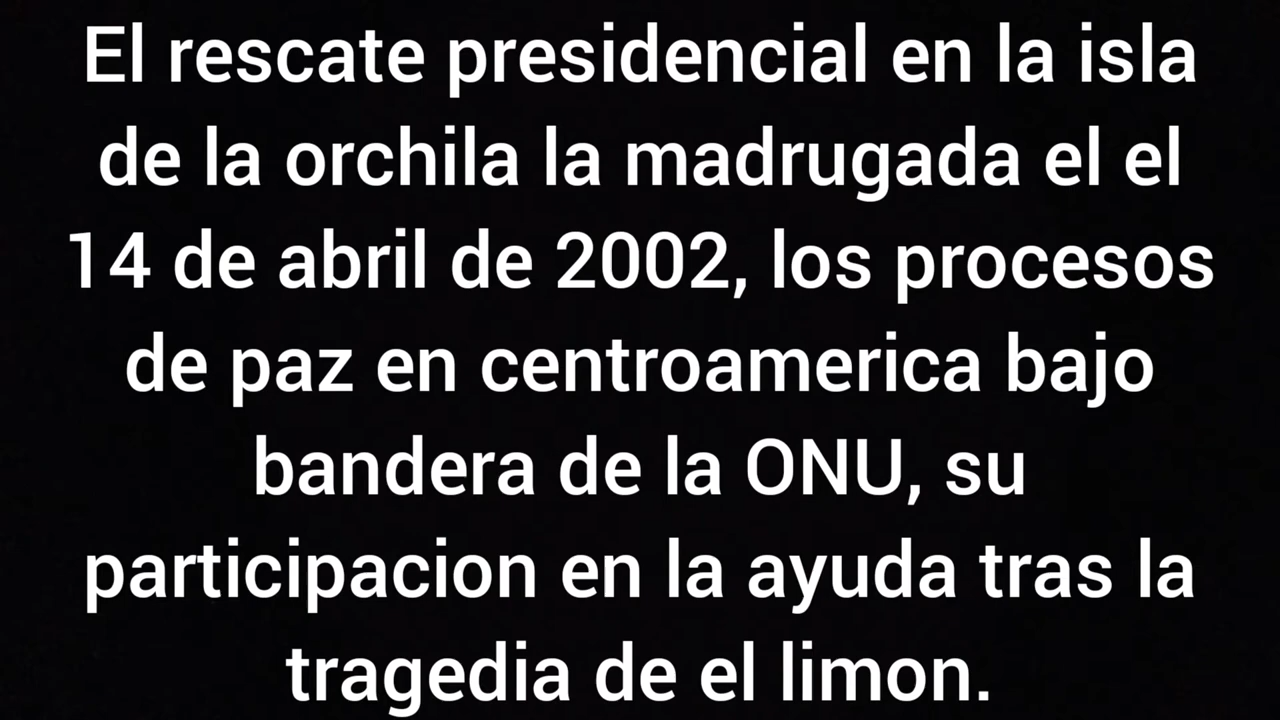 El rescate presidencial en la isla
de la orchila la madrugada el el
14 de abril de 2002, los procesos
de paz en centroamerica bajo
bandera de la ONU, su
participacion en la ayuda tras la
tragedia de el limon.